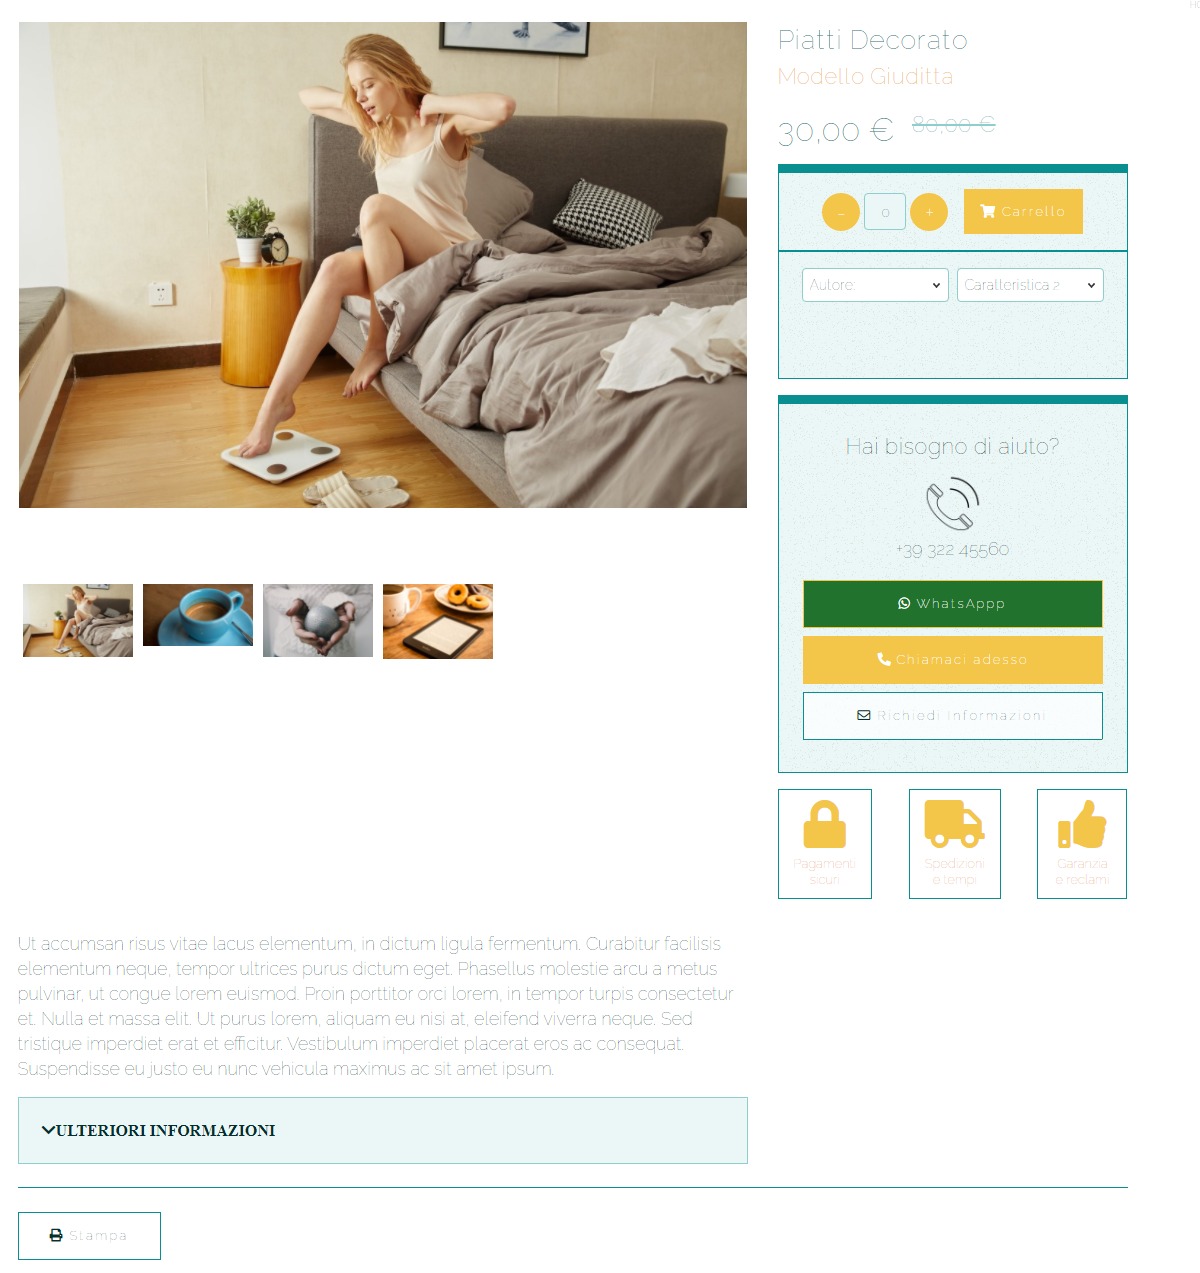 Piatti Decorato
Modello Giuditta
30,00 €
80,00 €
-
0
+
Carrello
Autore:
Caratteristica 2
Hai bisogno di aiuto?
+39 322 45560
WhatsAppp
Chiamaci adesso
Richiedi Informazioni
Pagamenti
sicuri
Spedizioni
e tempi
Garanzia
e reclami
Ut accumsan risus vitae lacus elementum, in dictum ligula fermentum. Curabitur facilisis
elementum neque, tempor ultrices purus dictum eget. Phasellus molestie arcu a metus
pulvinar, ut congue lorem euismod. Proin porttitor orci lorem, in tempor turpis consectetur
et. Nulla et massa elit. Ut purus lorem, aliquam eu nisi at, eleifend viverra neque. Sed
tristique imperdiet erat et efficitur. Vestibulum imperdiet placerat eros ac consequat.
Suspendisse eu justo eu nunc vehicula maximus ac sit amet ipsum.
ULTERIORI INFORMAZIONI
Stampa